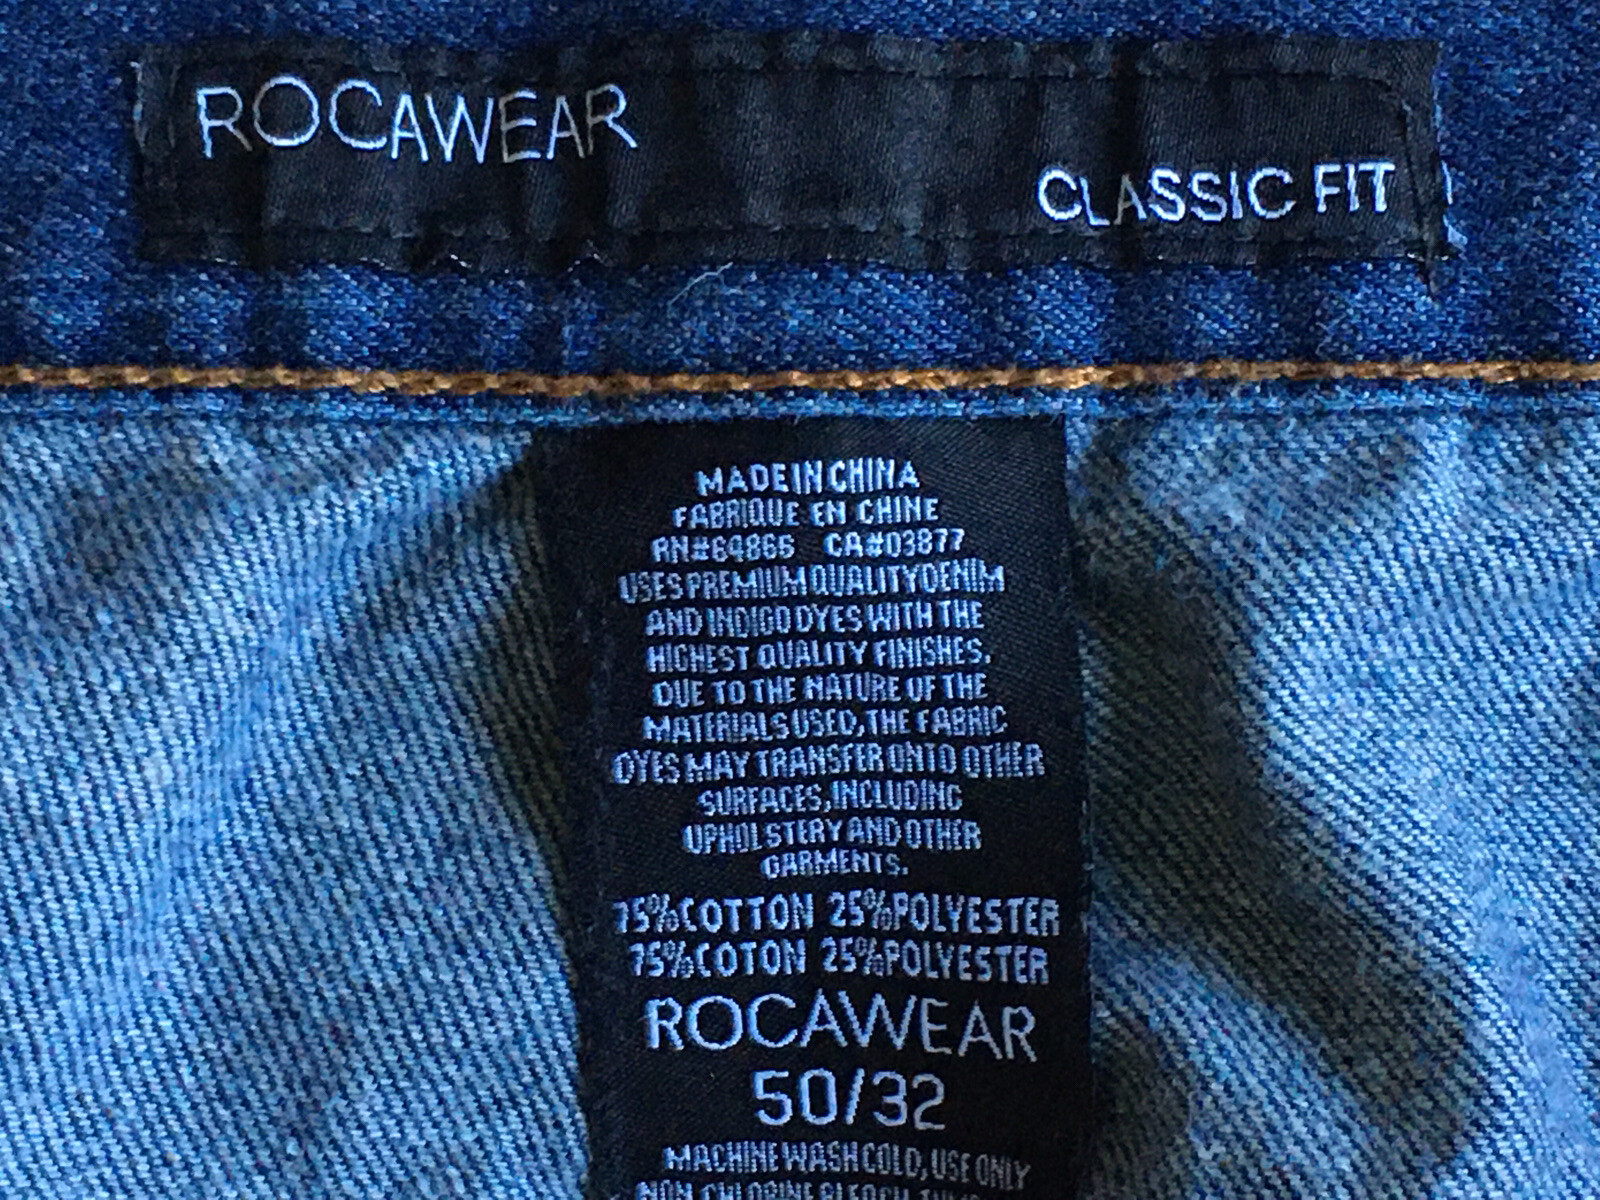 ROCAWEAR
CLASSIC FIT
MADE IN CHINA
FABRIQUE EN CHINE
RN#64866 CA#03877
USES PREMIUM QUALITY DENIM
AND INDIGO DYES WITH THE
HIGHEST QUALITY FINISHES.
DUE TO THE NATURE OF THE
MATERIALS USED, THE FABRIC
DYES MAY TRANSFER ONTO OTHER
SURFACES, INCLUDING
UPHOLSTERY AND OTHER
GARMENTS.
75%COTTON 25%POLYESTER
75%COTON 25%POLYESTER
ROCAWEAR
50/32
MACHINE WASH COLD, USE ONLY
NON CHLORINE BLEACH,